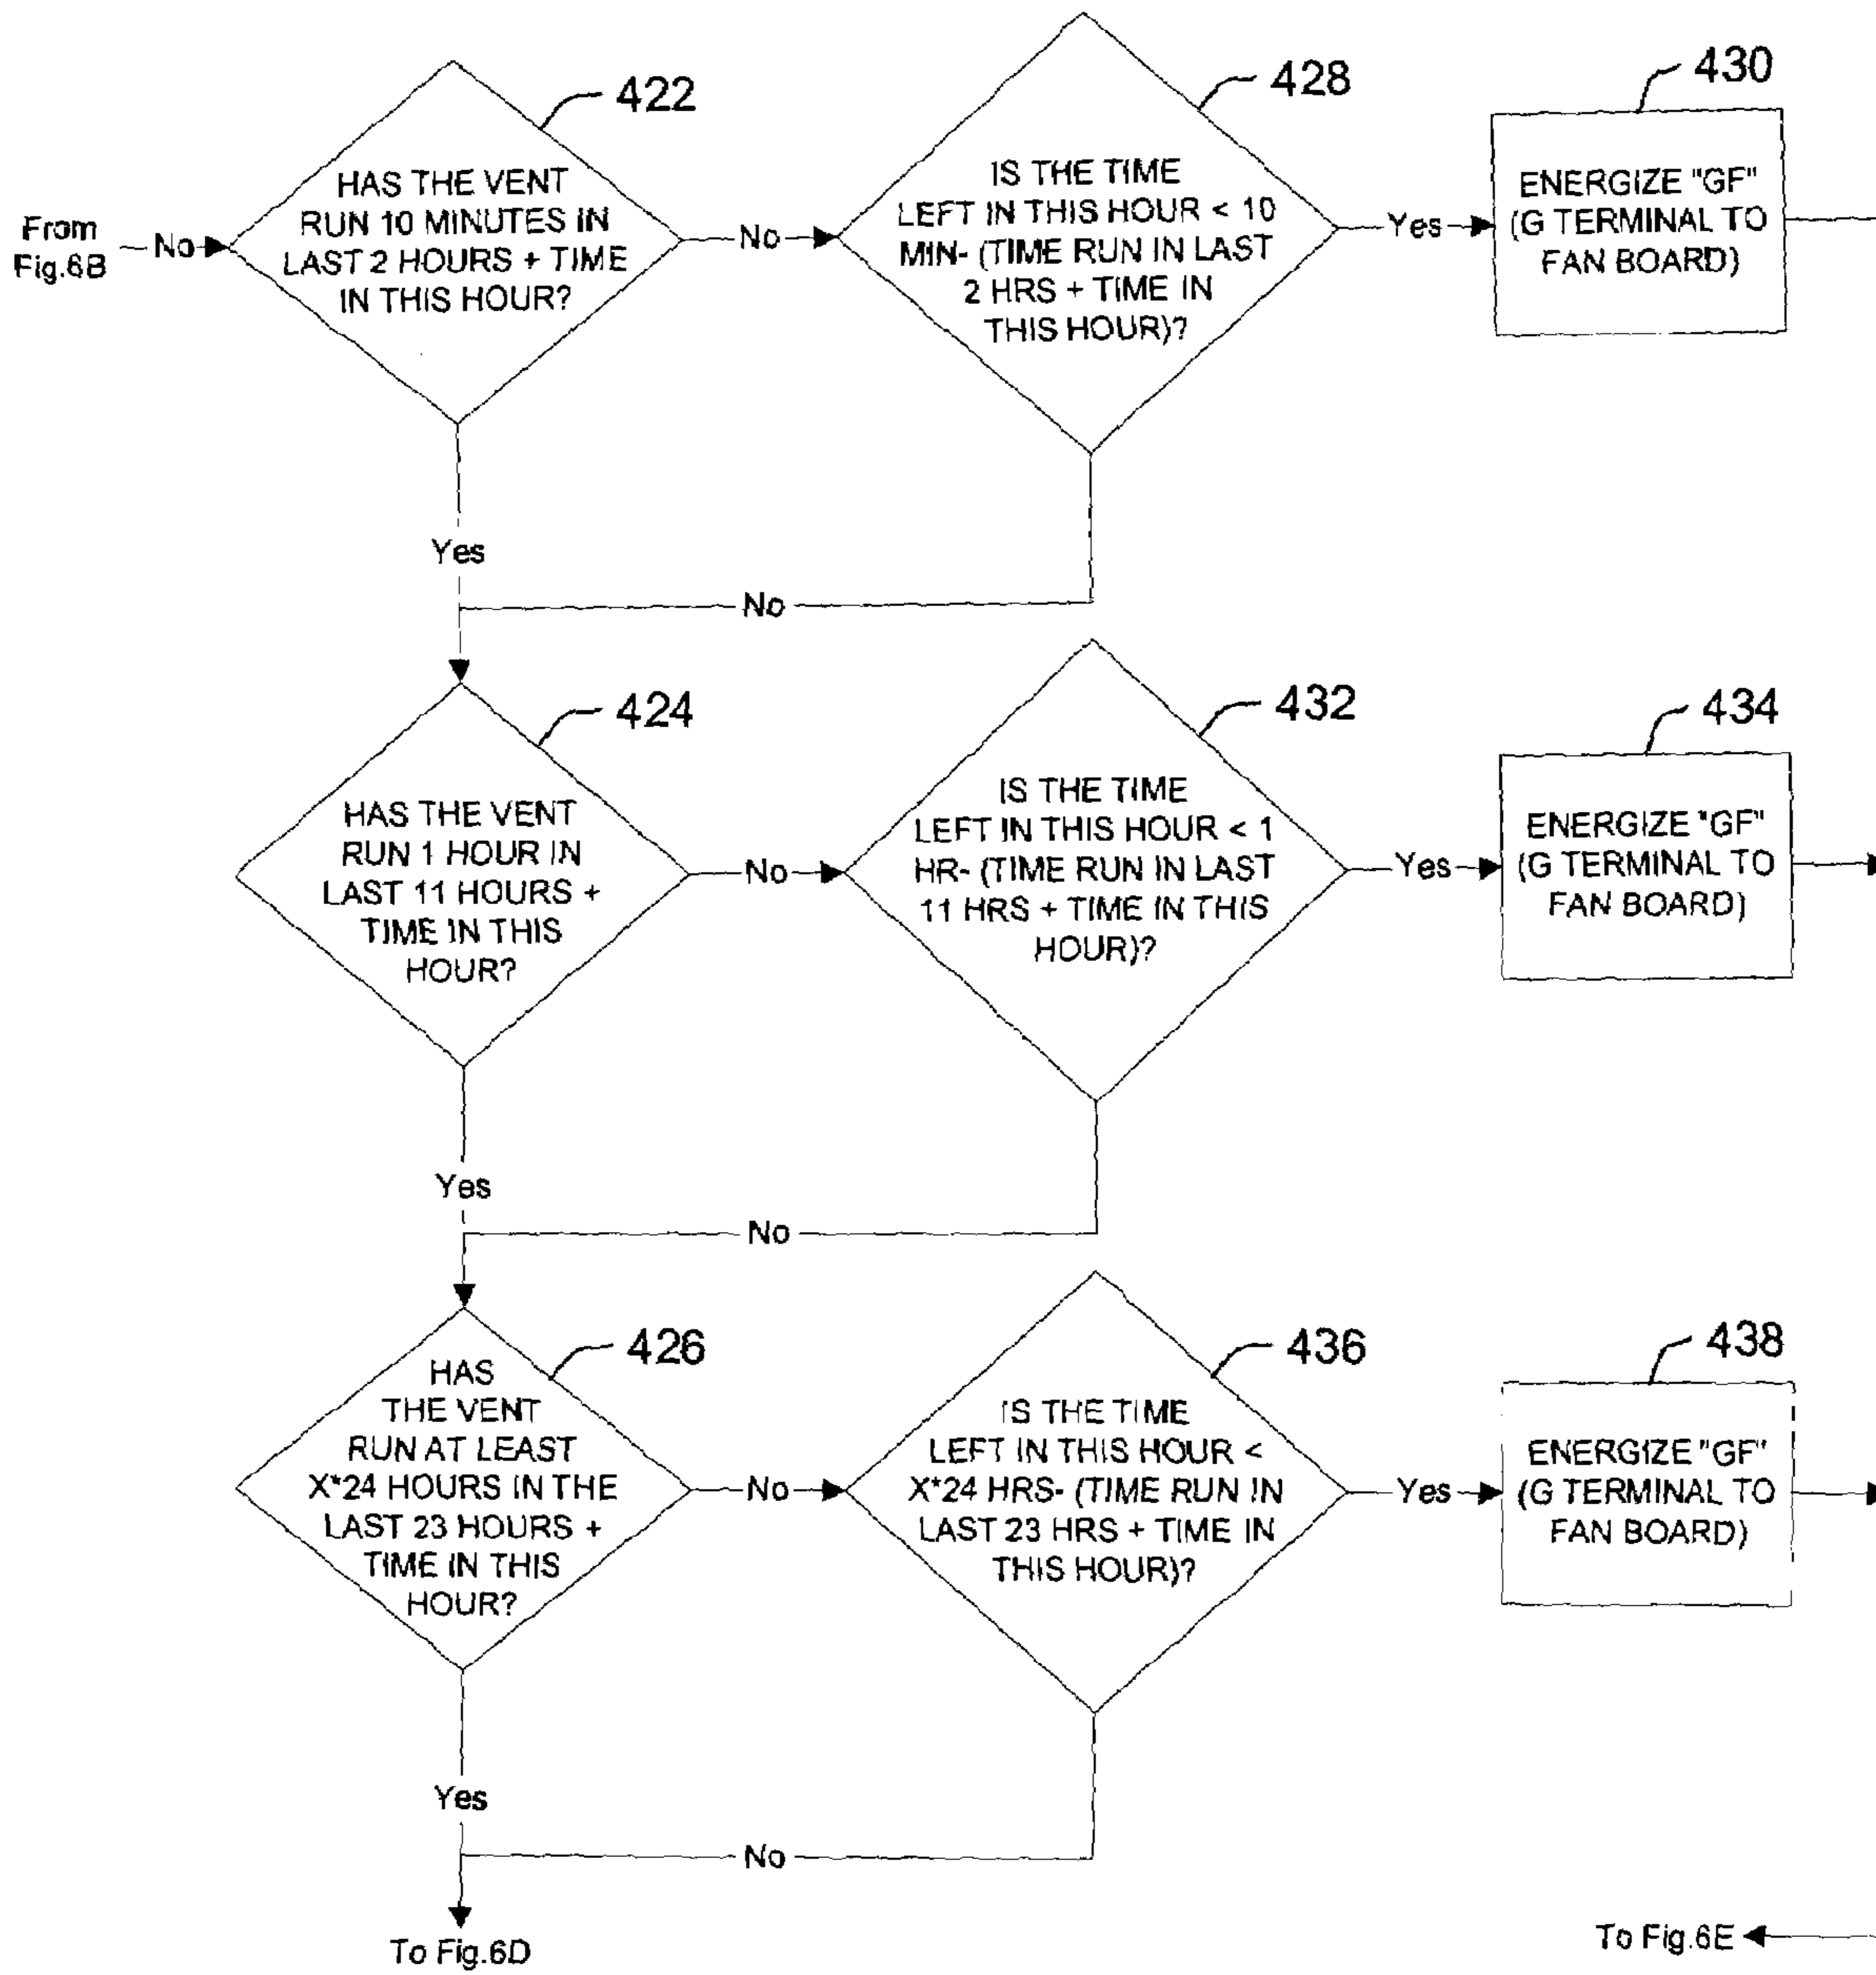 422
HAS THE VENT
RUN 10 MINUTES IN
LAST 2 HOURS + TIME
IN THIS HOUR?
From
Fig.6B
No
No
428
IS THE TIME
LEFT IN THIS HOUR < 10
MIN- (TIME RUN IN LAST
2 HRS + TIME IN
THIS HOUR)?
Yes
430
ENERGIZE "GF"
(G TERMINAL TO
FAN BOARD)
Yes
No
424
HAS THE VENT
RUN 1 HOUR IN
LAST 11 HOURS +
TIME IN THIS
HOUR?
No
432
IS THE TIME
LEFT IN THIS HOUR < 1
HR- (TIME RUN IN LAST
11 HRS + TIME IN THIS
HOUR)?
Yes
434
ENERGIZE "GF"
(G TERMINAL TO
FAN BOARD)
Yes
No
426
HAS
THE VENT
RUN AT LEAST
X*24 HOURS IN THE
LAST 23 HOURS +
TIME IN THIS
HOUR?
No
436
IS THE TIME
LEFT IN THIS HOUR <
X*24 HRS- (TIME RUN IN
LAST 23 HRS + TIME IN
THIS HOUR)?
Yes
438
ENERGIZE "GF"
(G TERMINAL TO
FAN BOARD)
Yes
No
To Fig.6D
To Fig.6E